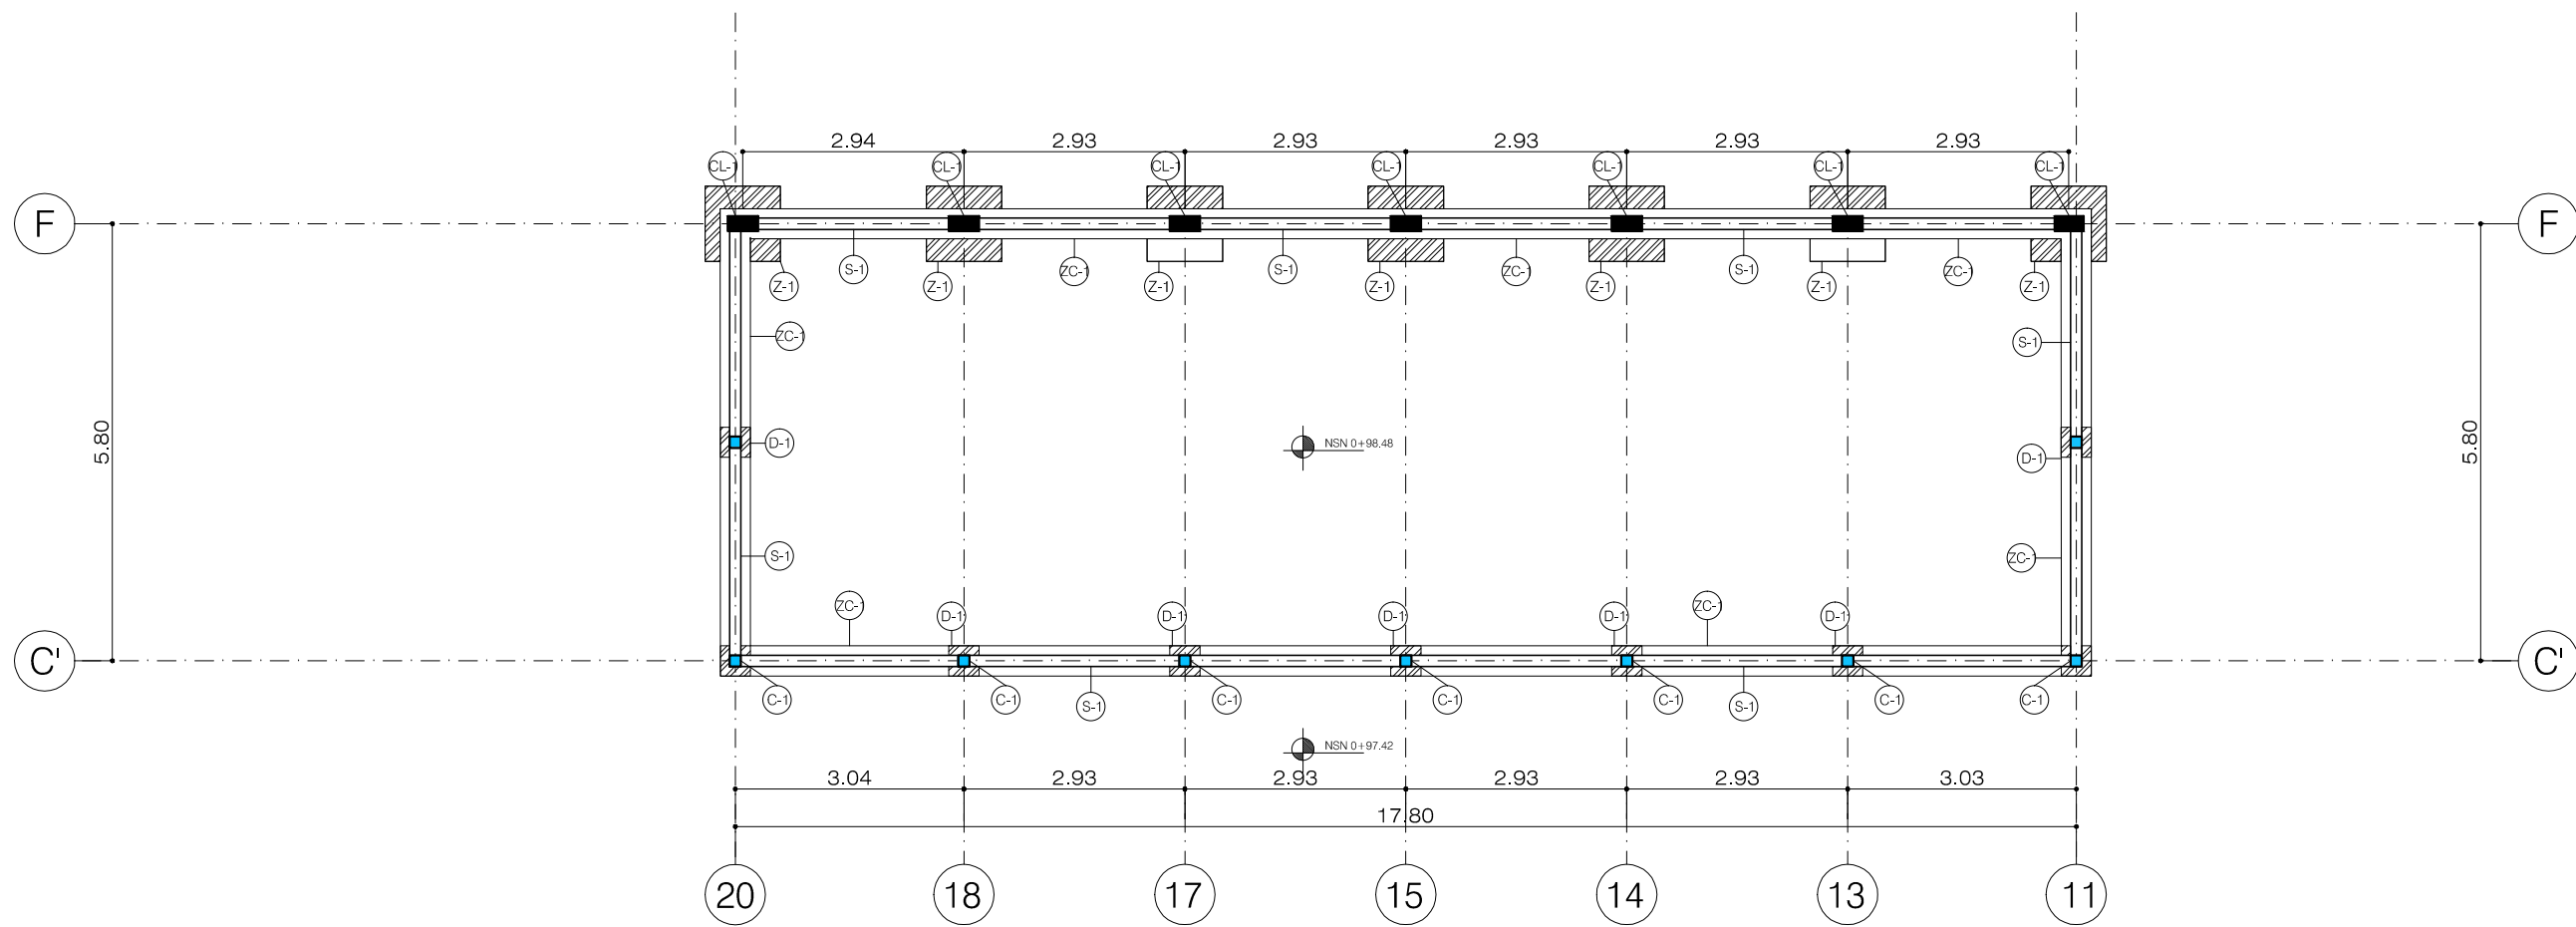 2.94 2.93 2.93 2.93 2.93 2.93
CL-1 CL-1 CL-1 CL-1 CL-1 CL-1 CL-1
F F
S-1 ZC-1 S-1 ZC-1 S-1 ZC-1
Z-1 Z-1 Z-1 Z-1 Z-1 Z-1 Z-1
ZC-1 S-1
5.80 D-1 NSN 0+98.48 D-1 5.80
S-1 ZC-1
ZC-1 D-1 D-1 D-1 D-1 ZC-1 D-1
C' C'
C-1 C-1 S-1 C-1 C-1 C-1 S-1 C-1 C-1
NSN 0+97.42
3.04 2.93 2.93 2.93 2.93 3.03
17.80
20 18 17 15 14 13 11